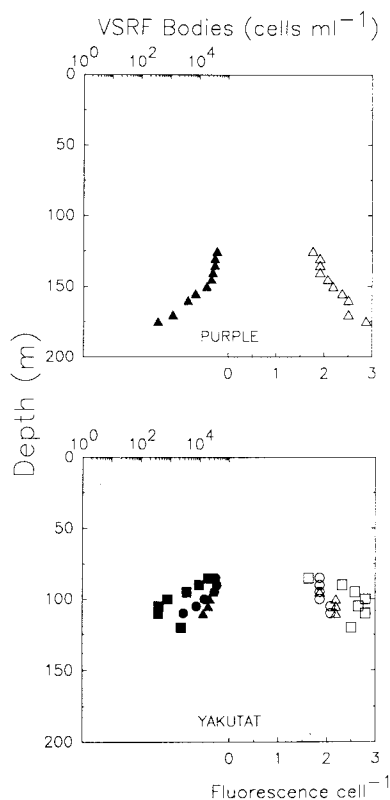 VSRF Bodies (cells ml⁻¹)
10⁰ 10² 10⁴
0
50
100
150
200
PURPLE
0 1 2 3
Depth (m)
10⁰ 10² 10⁴
0
50
100
150
200
YAKUTAT
0 1 2 3
Fluorescence cell⁻¹